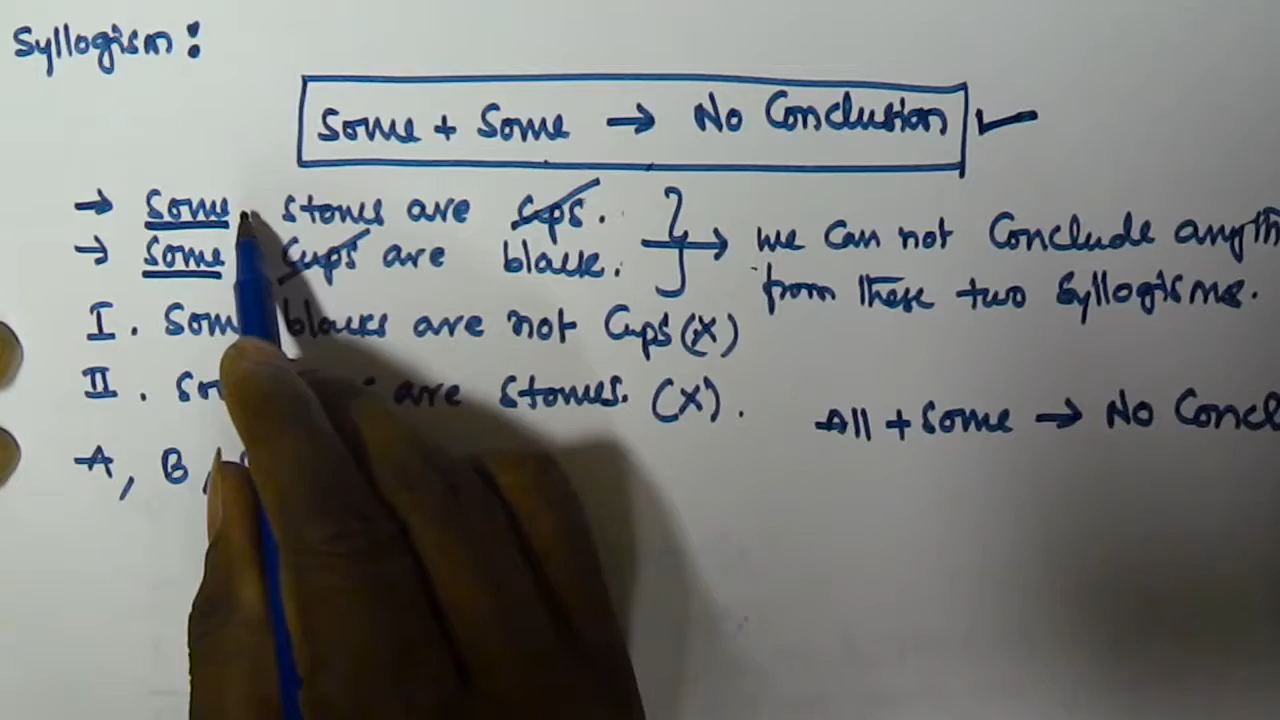 Syllogism:
Some + Some → No Conclusion ✓
→ Some stones are cups.
→ Some cups are black.
we can not Conclude anyth
from these two syllogisms.
I. Som blacks are not Cups (X)
II. So are stones. (X).
All + Some → No Concl
A, B,